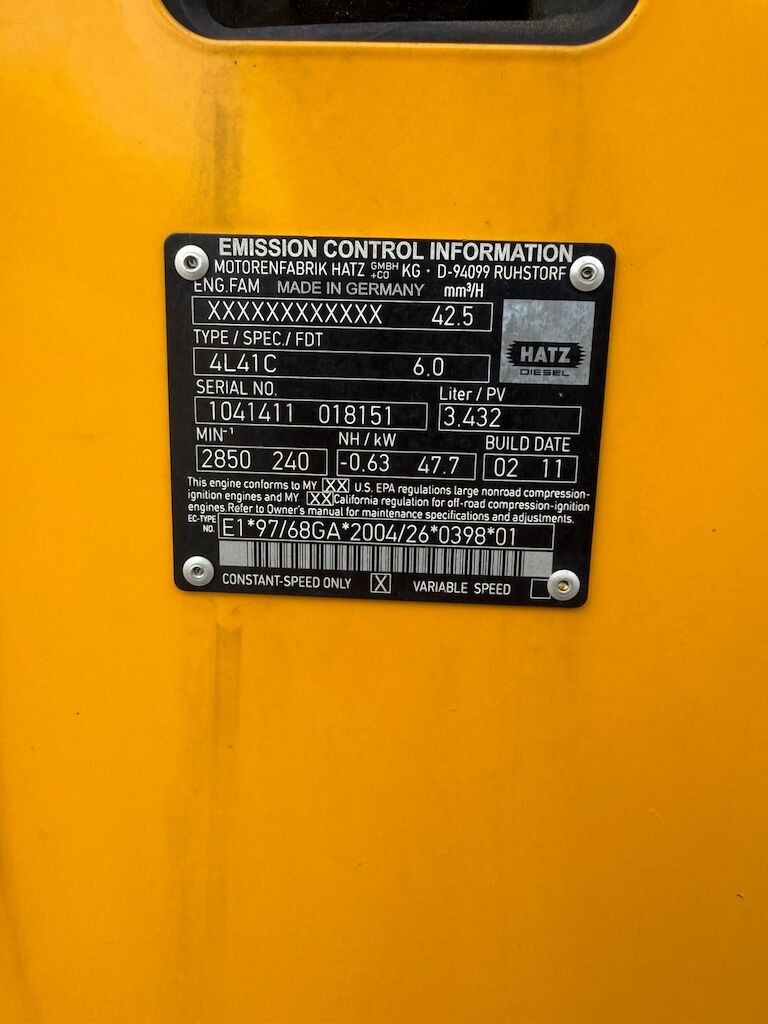 EMISSION CONTROL INFORMATION
MOTORENFABRIK HATZ GMBH +CO KG · D-94099 RUHSTORF
ENG.FAM MADE IN GERMANY mm³/H
XXXXXXXXXXXX 42.5
TYPE / SPEC./ FDT
4L41C 6.0
HATZ
DIESEL
SERIAL NO. Liter / PV
1041411 018151 3.432
MIN⁻¹ NH / kW BUILD DATE
2850 240 -0.63 47.7 02 11
This engine conforms to MY XX U.S. EPA regulations large nonroad compression-
ignition engines and MY XX California regulation for off-road compression-ignition
engines. Refer to Owner's manual for maintenance specifications and adjustments.
EC-TYPE NO. E1*97/68GA*2004/26*0398*01
CONSTANT-SPEED ONLY X VARIABLE SPEED